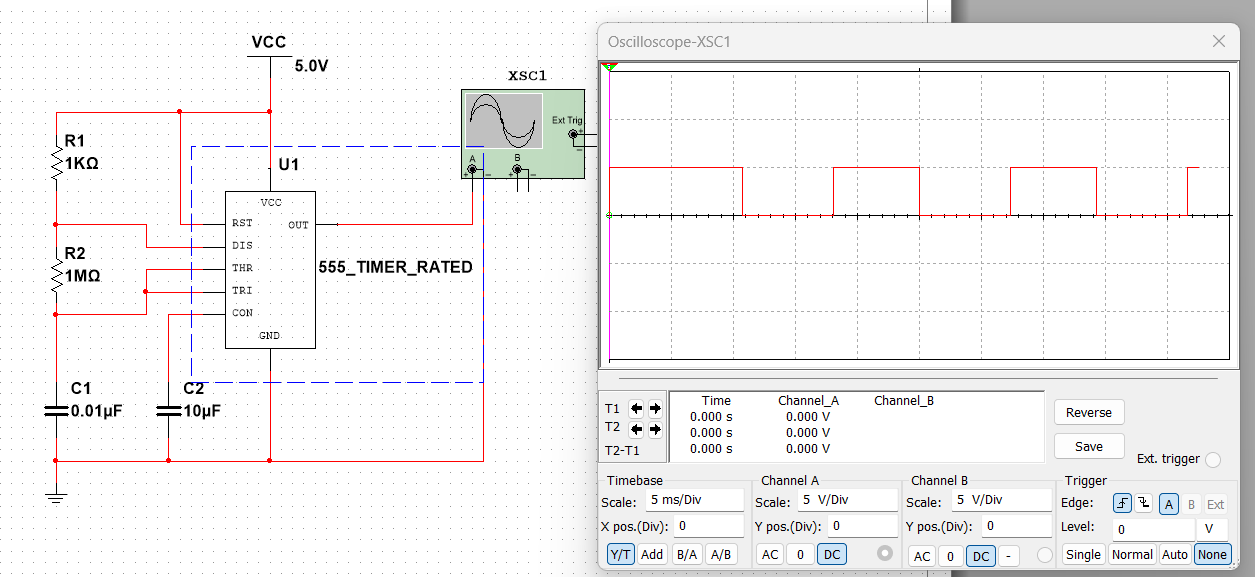 VCC
5.0V
R1
1KΩ
R2
1MΩ
C1
0.01μF
C2
10μF
U1
VCC
RST
DIS
THR
TRI
CON
OUT
GND
555_TIMER_RATED
XSC1
Ext Trig
+
−
A
B
+ −
+ −
Oscilloscope-XSC1
Time Channel_A Channel_B
T1 0.000 s 0.000 V
T2 0.000 s 0.000 V
T2-T1 0.000 s 0.000 V
Reverse
Save
Ext. trigger
Timebase
Scale: 5 ms/Div
X pos.(Div): 0
Y/T Add B/A A/B
Channel A
Scale: 5 V/Div
Y pos.(Div): 0
AC 0 DC
Channel B
Scale: 5 V/Div
Y pos.(Div): 0
AC 0 DC -
Trigger
Edge: A B Ext
Level: 0 V
Single Normal Auto None